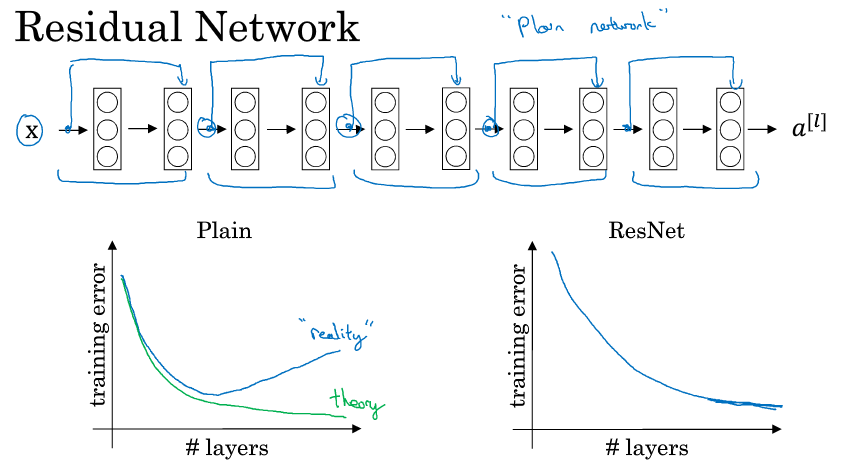 Residual Network
"Plain network"
x
a[l]
Plain
ResNet
training error
"reality"
theory
# layers
training error
# layers